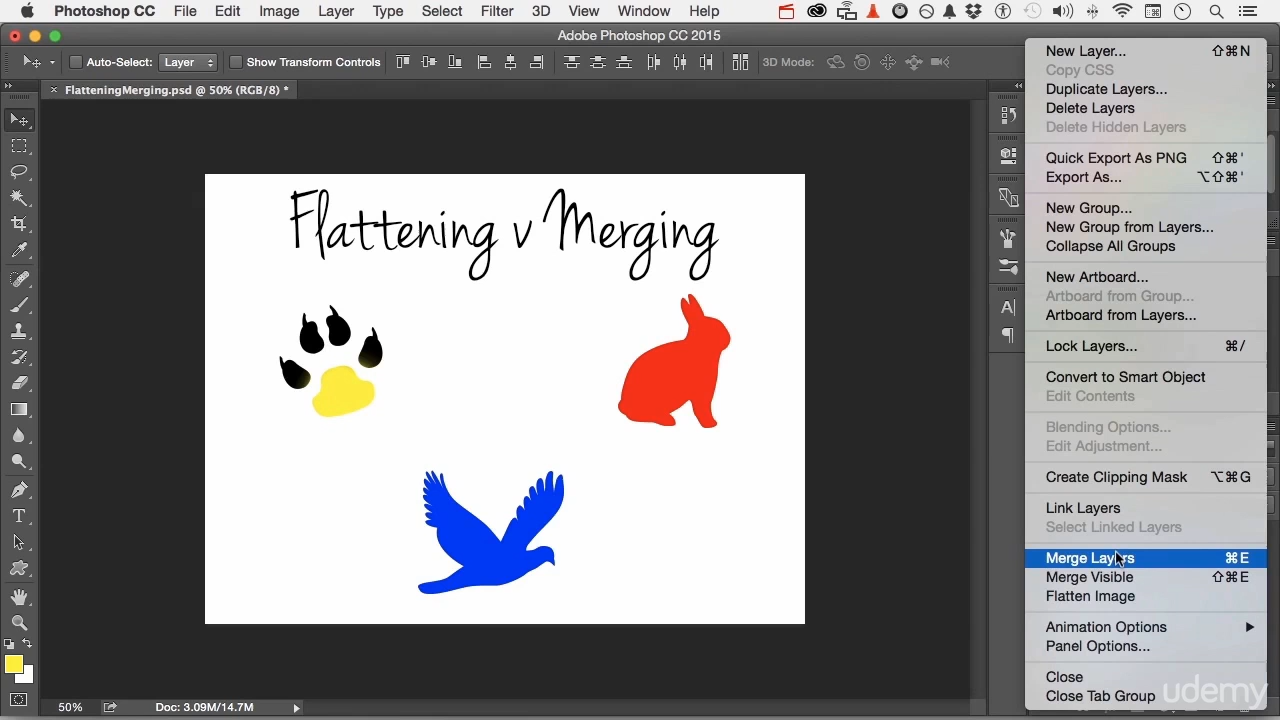 Photoshop CC File Edit Image Layer Type Select Filter 3D View Window Help
Adobe Photoshop CC 2015
Auto-Select: Layer Show Transform Controls 3D Mode:
× FlatteningMerging.psd @ 50% (RGB/8) *
Flattening v Merging
New Layer... ⇧⌘N
Copy CSS
Duplicate Layers...
Delete Layers
Delete Hidden Layers
Quick Export As PNG ⇧⌘'
Export As... ⌥⇧⌘'
New Group...
New Group from Layers...
Collapse All Groups
New Artboard...
Artboard from Group...
Artboard from Layers...
Lock Layers... ⌘/
Convert to Smart Object
Edit Contents
Blending Options...
Edit Adjustment...
Create Clipping Mask ⌥⌘G
Link Layers
Select Linked Layers
Merge Layers ⌘E
Merge Visible ⇧⌘E
Flatten Image
Animation Options
Panel Options...
Close
Close Tab Group
50% Doc: 3.09M/14.7M
udemy